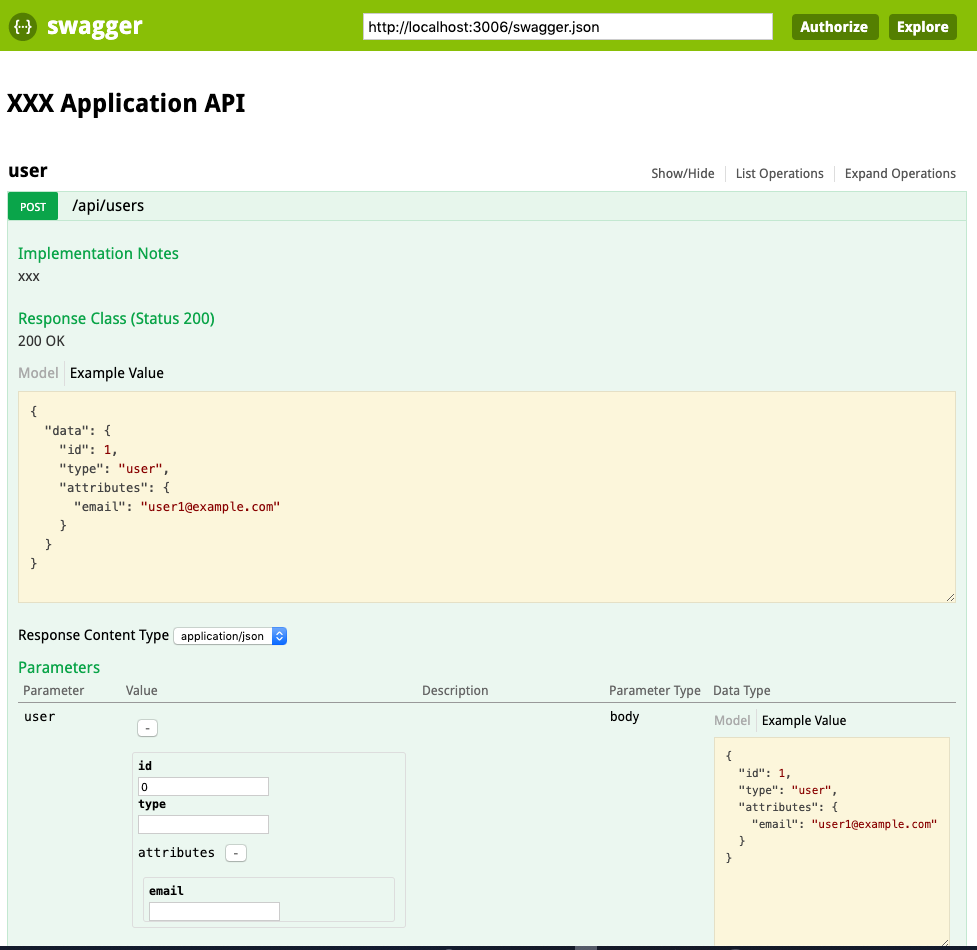 {···} swagger http://localhost:3006/swagger.json Authorize Explore
XXX Application API
user Show/Hide List Operations Expand Operations
POST /api/users
Implementation Notes
xxx
Response Class (Status 200)
200 OK
Model Example Value
{
"data": {
"id": 1,
"type": "user",
"attributes": {
"email": "user1@example.com"
}
}
}
Response Content Type application/json
Parameters
Parameter Value Description Parameter Type Data Type
user - body Model Example Value
id
0
type
attributes -
email
{
"id": 1,
"type": "user",
"attributes": {
"email": "user1@example.com"
}
}